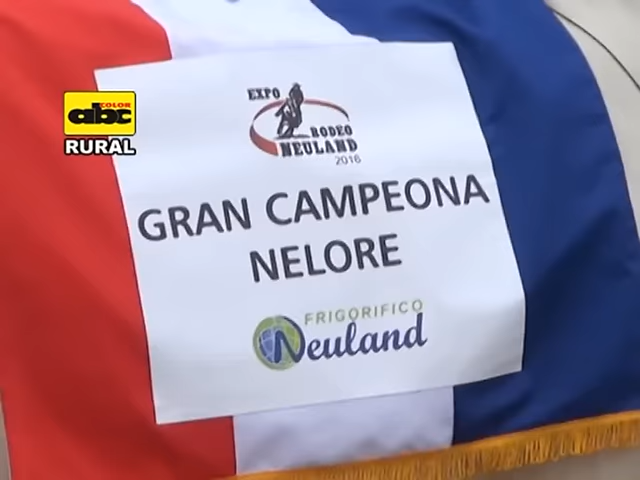 abc COLOR
RURAL
EXPO
RODEO
NEULAND
2016
GRAN CAMPEONA
NELORE
FRIGORIFICO
Neuland